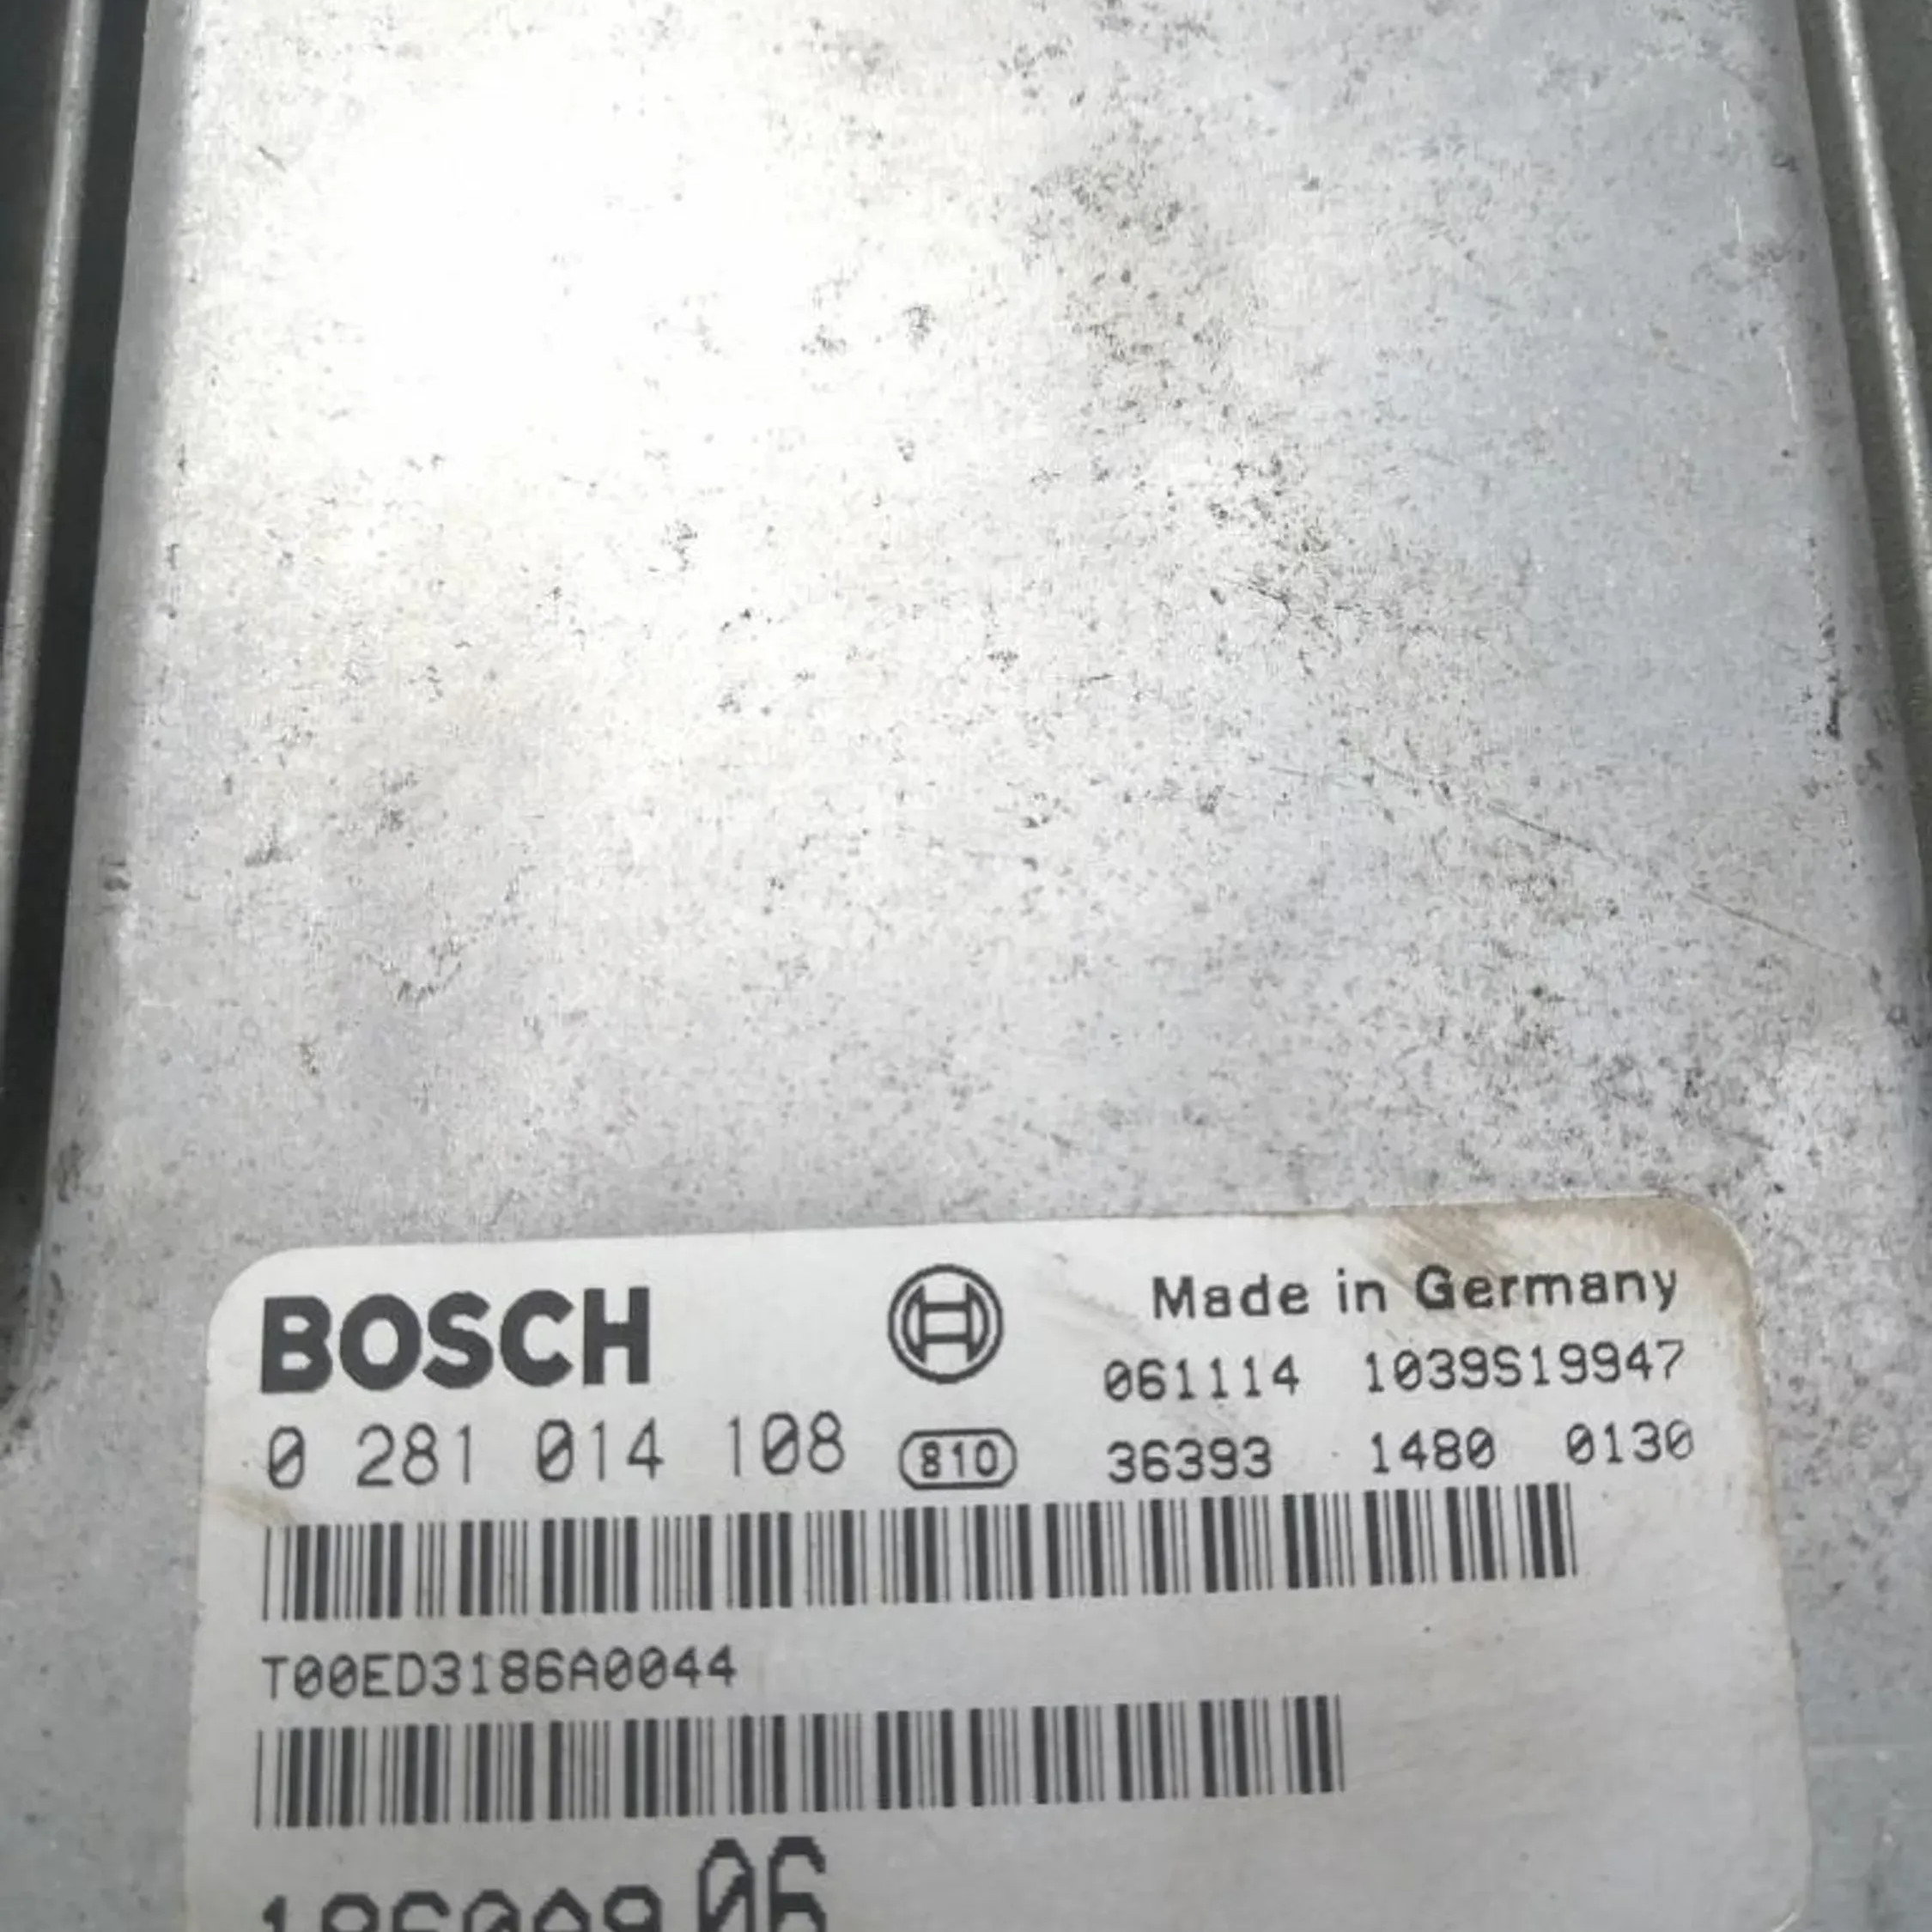 BOSCH
Made in Germany
061114 1039S19947
0 281 014 108 810 36393 1480 0130
T00ED3186A0044
06